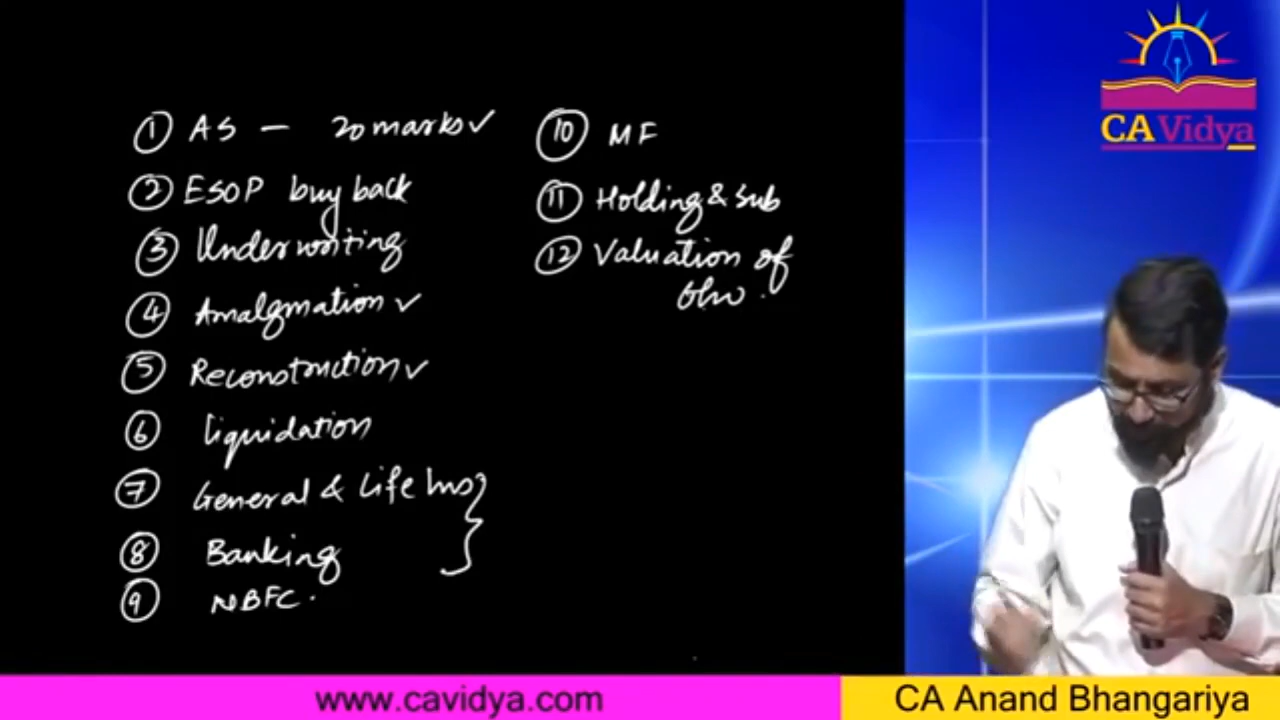 ① AS — 20 marks ✓
② ESOP buy back
③ Underwriting
④ Amalgmation ✓
⑤ Reconstruction ✓
⑥ Liquidation
⑦ General & Life Ins
⑧ Banking
⑨ NBFC.
⑩ MF
⑪ Holding & Sub
⑫ Valuation of
CA Vidya
www.cavidya.com
CA Anand Bhangariya